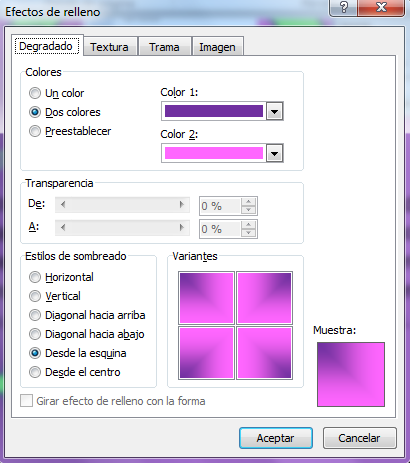 Efectos de relleno
Degradado Textura Trama Imagen
Colores
Un color
Dos colores
Preestablecer
Color 1:
Color 2:
Transparencia
De: 0 %
A: 0 %
Estilos de sombreado
Horizontal
Vertical
Diagonal hacia arriba
Diagonal hacia abajo
Desde la esquina
Desde el centro
Variantes
Muestra:
Girar efecto de relleno con la forma
Aceptar Cancelar